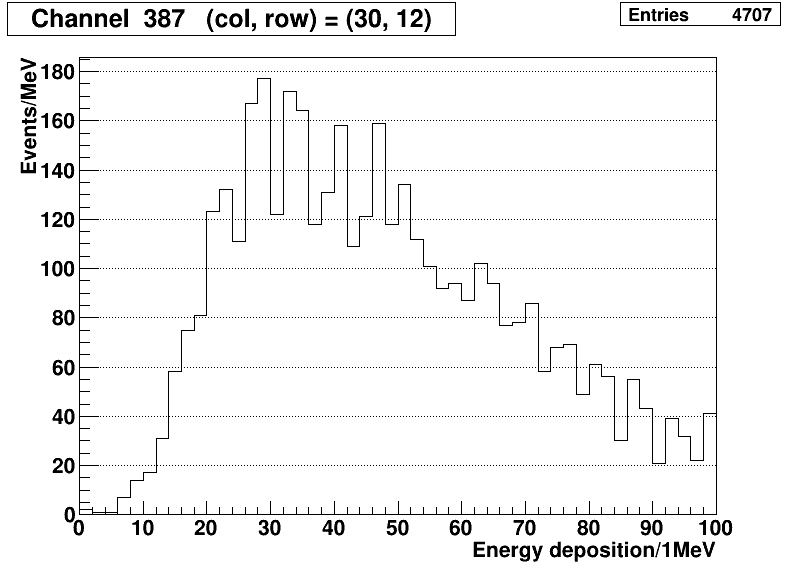 Channel 387 (col, row) = (30, 12)
Entries 4707
Events/MeV
180
160
140
120
100
80
60
40
20
0
0 10 20 30 40 50 60 70 80 90 100
Energy deposition/1MeV